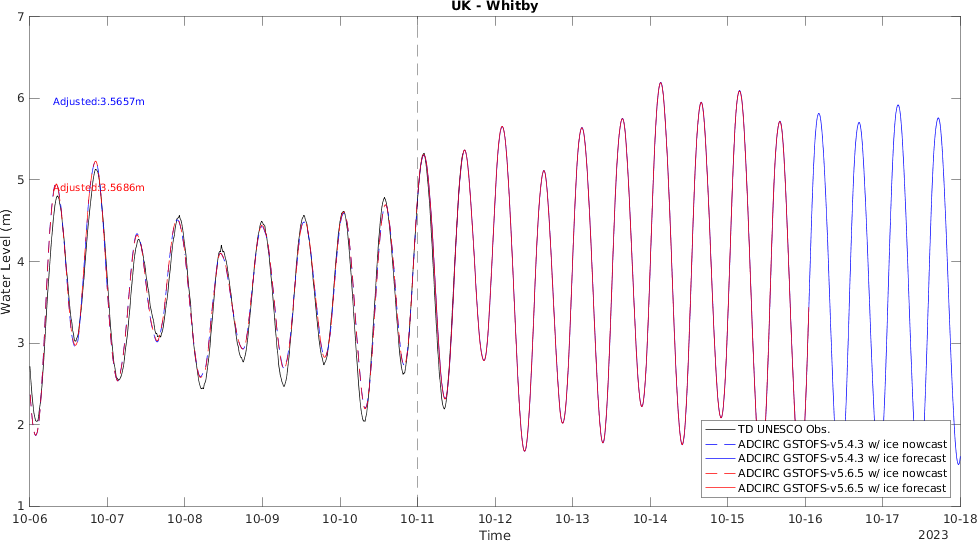 UK - Whitby
7
6
5
4
3
2
1
Water Level (m)
Adjusted:3.5657m
Adjusted:3.5686m
TD UNESCO Obs.
ADCIRC GSTOFS-v5.4.3 w/ ice nowcast
ADCIRC GSTOFS-v5.4.3 w/ ice forecast
ADCIRC GSTOFS-v5.6.5 w/ ice nowcast
ADCIRC GSTOFS-v5.6.5 w/ ice forecast
10-06 10-07 10-08 10-09 10-10 10-11 10-12 10-13 10-14 10-15 10-16 10-17 10-18
Time
2023